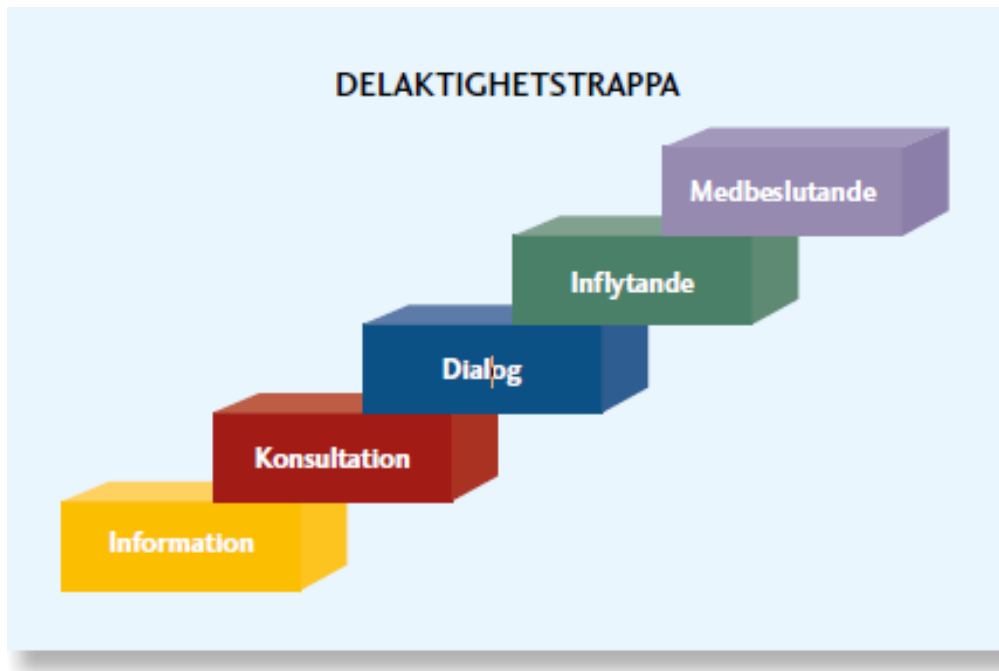 DELAKTIGHETSTRAPPA
Medbeslutande
Inflytande
Dialog
Konsultation
Information